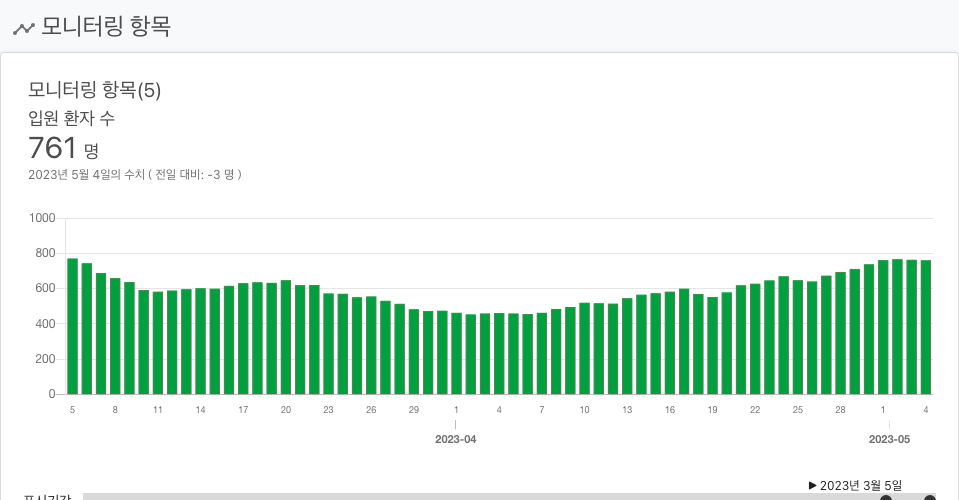 모니터링 항목
모니터링 항목(5)
입원 환자 수
761 명
2023년 5월 4일의 수치 ( 전일 대비: -3 명 )
1000
800
600
400
200
0
5 8 11 14 17 20 23 26 29 1 4 7 10 13 16 19 22 25 28 1 4
2023-04 2023-05
▶ 2023년 3월 5일
표시기간